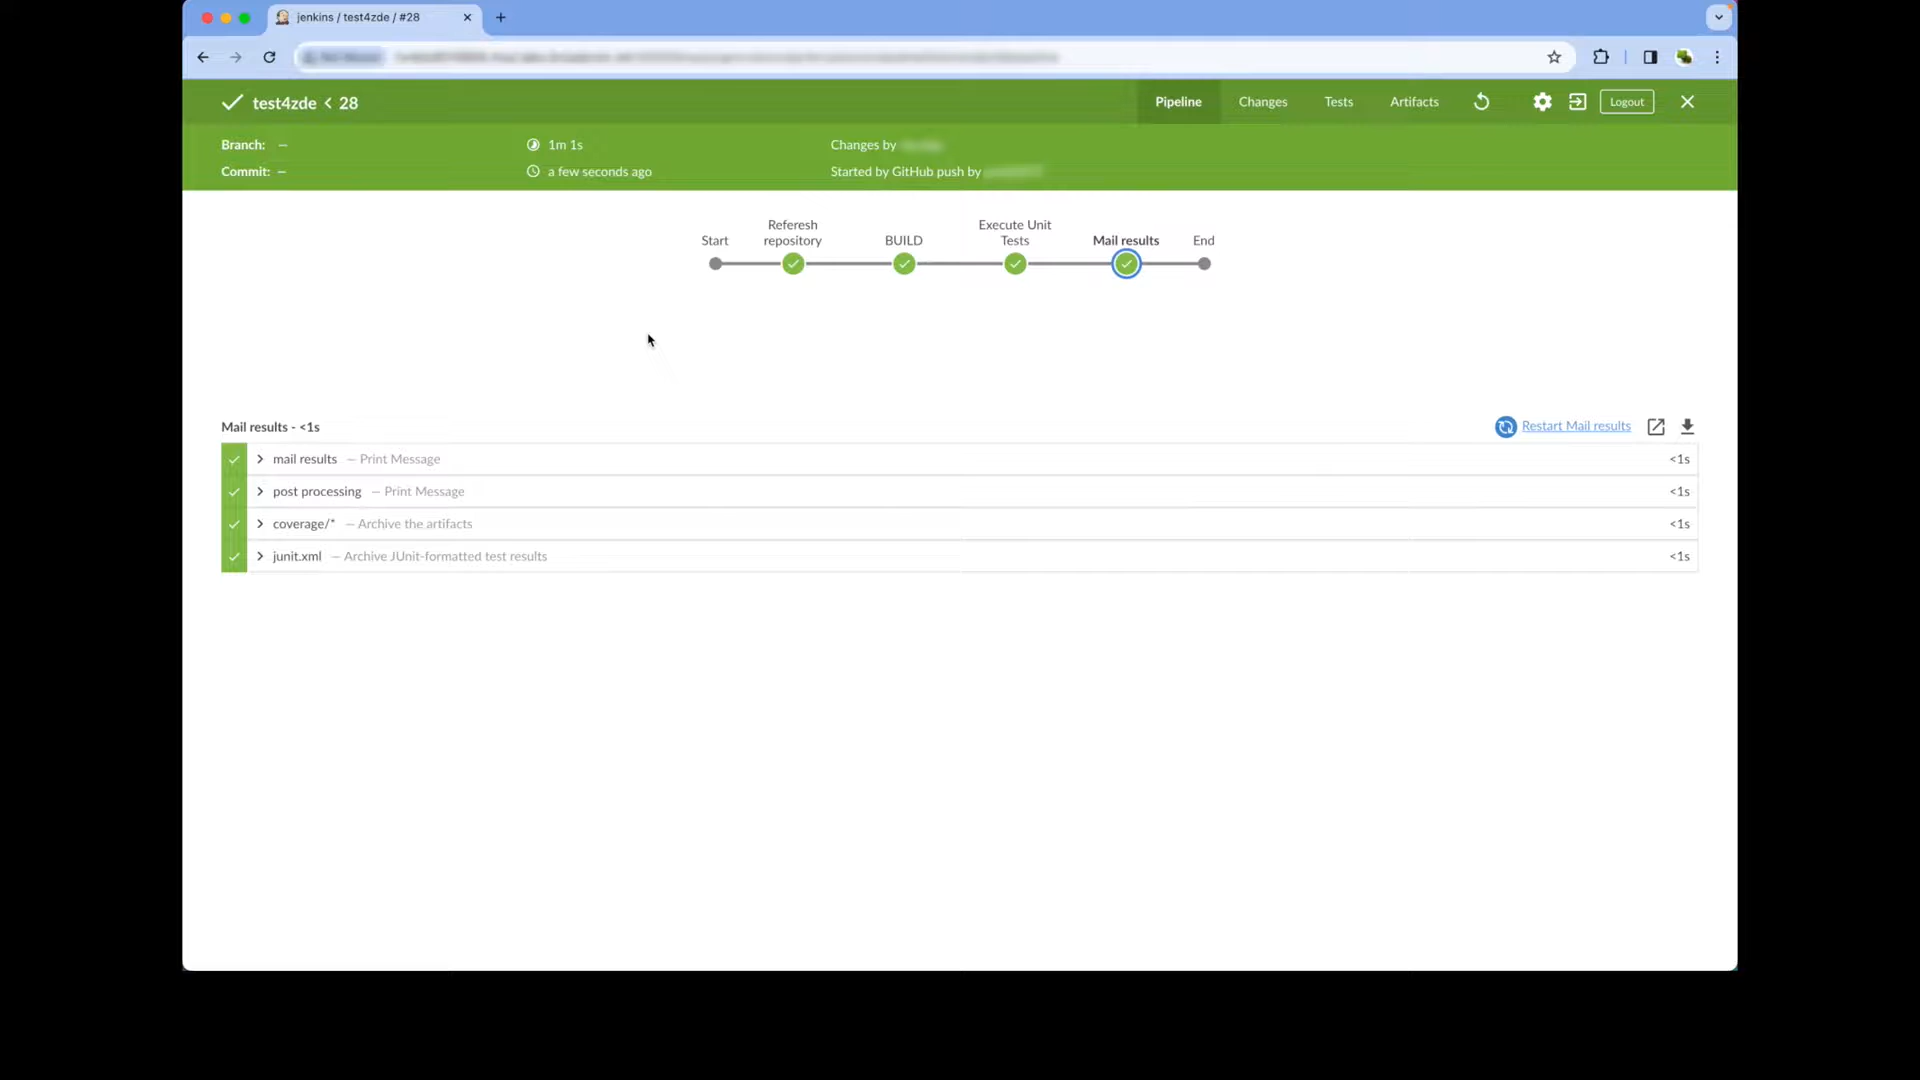 jenkins / test4zde / #28
test4zde < 28
Pipeline
Changes
Tests
Artifacts
Logout
Branch: —
1m 1s
Changes by
Commit: —
a few seconds ago
Started by GitHub push by
Start
Referesh
repository
BUILD
Execute Unit
Tests
Mail results
End
Mail results - <1s
Restart Mail results
mail results — Print Message <1s
post processing — Print Message <1s
coverage/* — Archive the artifacts <1s
junit.xml — Archive JUnit-formatted test results <1s